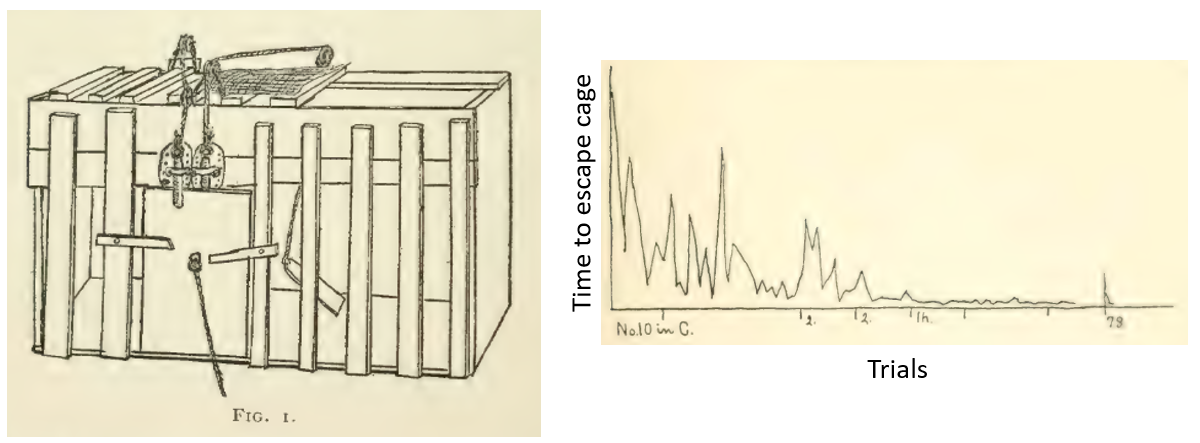 FIG. 1.
Time to escape cage
No.10 in C.
2.
2.
1h.
78
Trials